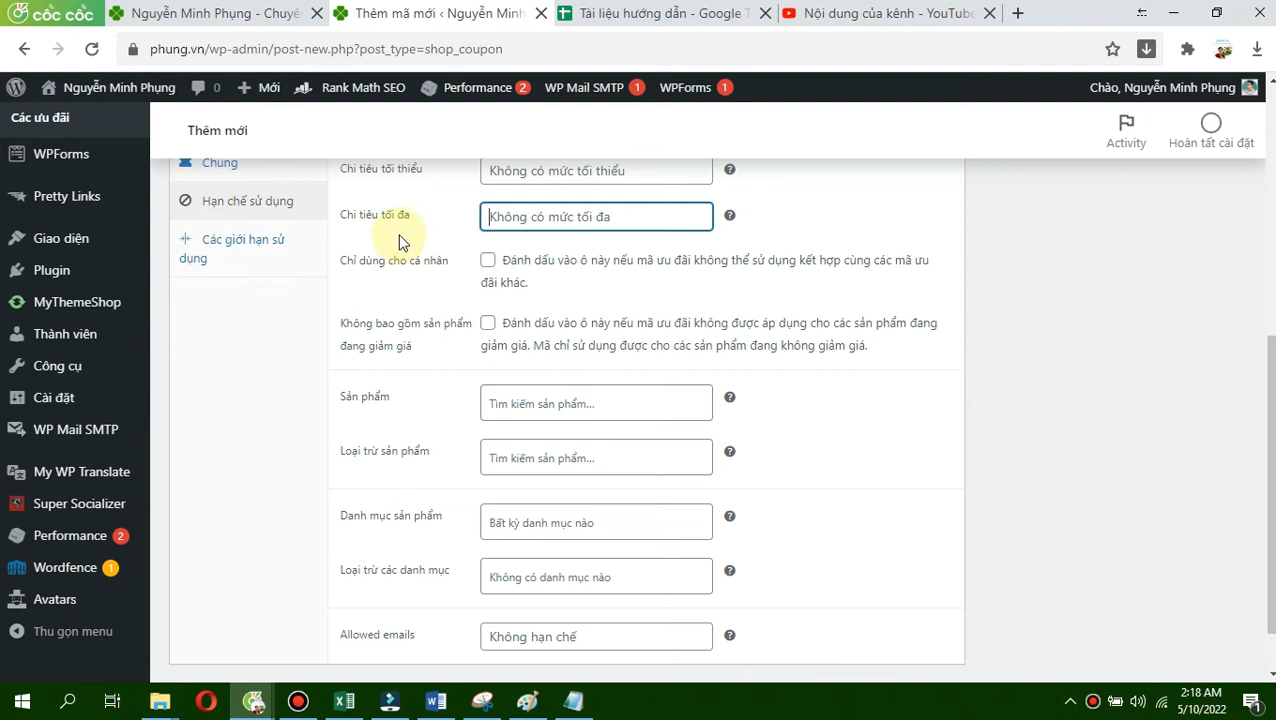 CỐC CỐC
Nguyễn Minh Phụng - Chuyê
Thêm mã mới ‹ Nguyễn Minh
Tài liệu hướng dẫn - Google T
Nội dung của kênh - YouTube
phung.vn/wp-admin/post-new.php?post_type=shop_coupon
Nguyễn Minh Phụng
0
Mới
Rank Math SEO
Performance 2
WP Mail SMTP 1
WPForms 1
Chào, Nguyễn Minh Phụng
Các ưu đãi
WPForms
Pretty Links
Giao diện
Plugin
MyThemeShop
Thành viên
Công cụ
Cài đặt
WP Mail SMTP
My WP Translate
Super Socializer
Performance 2
Wordfence 1
Avatars
Thu gọn menu
Thêm mới
Activity
Hoàn tất cài đặt
Chung
Hạn chế sử dụng
Các giới hạn sử
dụng
Chi tiêu tối thiểu
Không có mức tối thiểu
Chi tiêu tối đa
Không có mức tối đa
Chỉ dùng cho cá nhân
Đánh dấu vào ô này nếu mã ưu đãi không thể sử dụng kết hợp cùng các mã ưu
đãi khác.
Không bao gồm sản phẩm
đang giảm giá
Đánh dấu vào ô này nếu mã ưu đãi không được áp dụng cho các sản phẩm đang
giảm giá. Mã chỉ sử dụng được cho các sản phẩm đang không giảm giá.
Sản phẩm
Tìm kiếm sản phẩm...
Loại trừ sản phẩm
Tìm kiếm sản phẩm...
Danh mục sản phẩm
Bất kỳ danh mục nào
Loại trừ các danh mục
Không có danh mục nào
Allowed emails
Không hạn chế
2:18 AM
5/10/2022
1